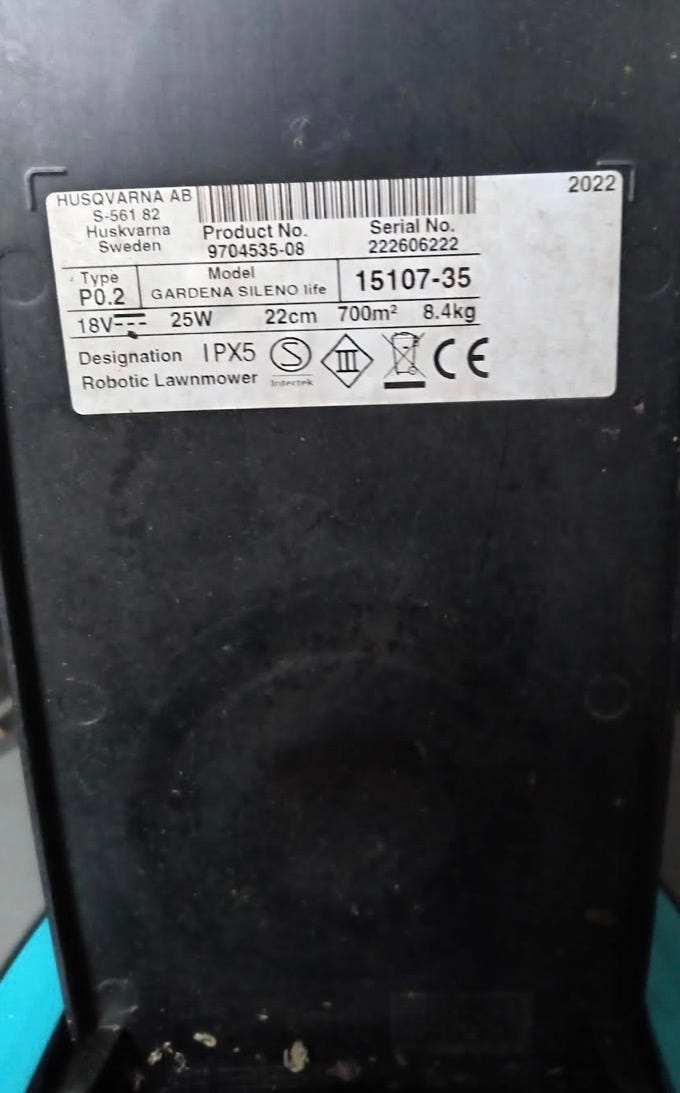 HUSQVARNA AB
S-561 82
Huskvarna
Sweden
2022
Product No.
9704535-08
Serial No.
222606222
Type
P0.2
Model
GARDENA SILENO life
15107-35
18V 25W 22cm 700m² 8.4kg
Designation IPX5
Robotic Lawnmower
S
Intertek
III
CE